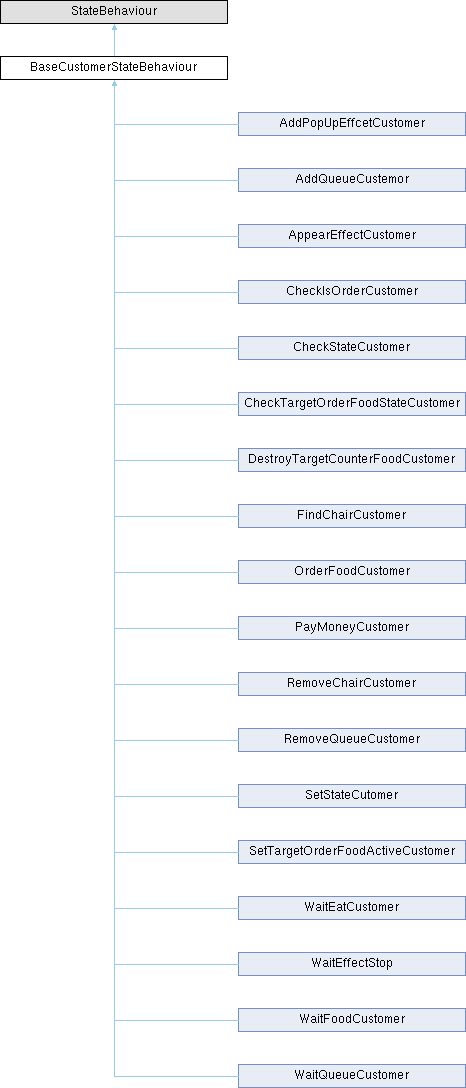 StateBehaviour
BaseCustomerStateBehaviour
AddPopUpEffcetCustomer
AddQueueCustemor
AppearEffectCustomer
CheckIsOrderCustomer
CheckStateCustomer
CheckTargetOrderFoodStateCustomer
DestroyTargetCounterFoodCustomer
FindChairCustomer
OrderFoodCustomer
PayMoneyCustomer
RemoveChairCustomer
RemoveQueueCustomer
SetStateCutomer
SetTargetOrderFoodActiveCustomer
WaitEatCustomer
WaitEffectStop
WaitFoodCustomer
WaitQueueCustomer